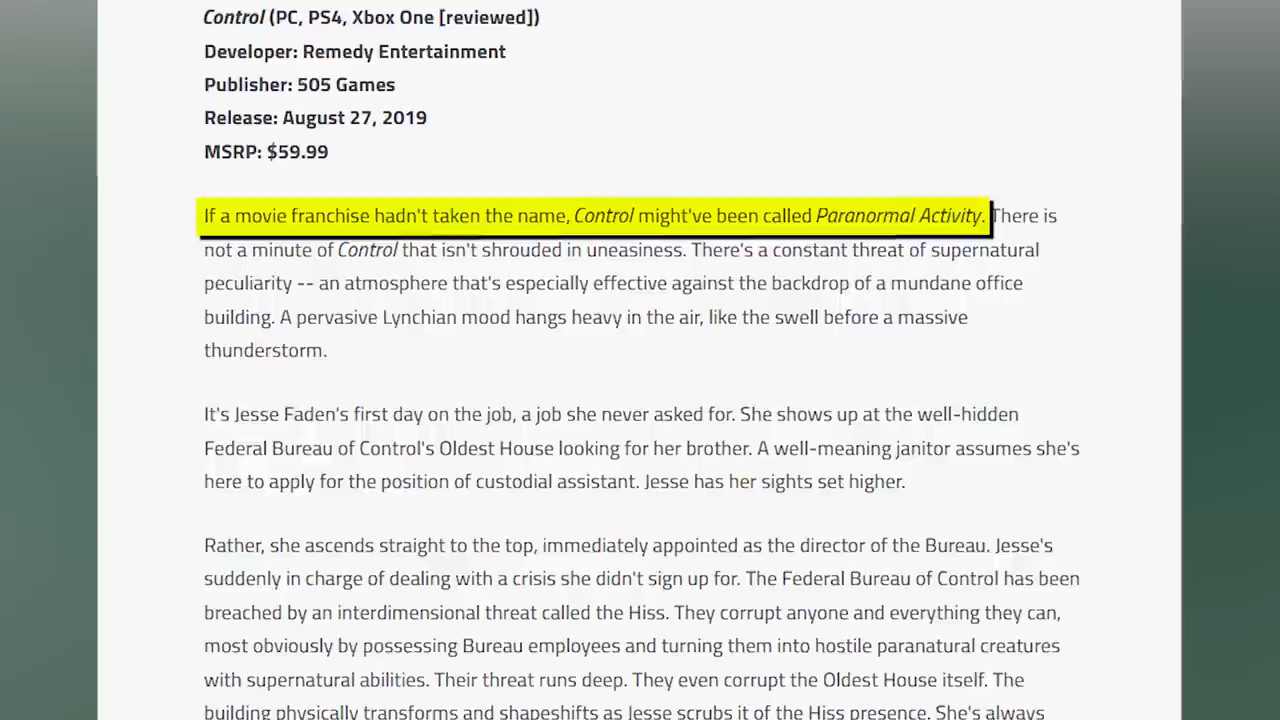 Control (PC, PS4, Xbox One [reviewed])
Developer: Remedy Entertainment
Publisher: 505 Games
Release: August 27, 2019
MSRP: $59.99
If a movie franchise hadn't taken the name, Control might've been called Paranormal Activity. There is
not a minute of Control that isn't shrouded in uneasiness. There's a constant threat of supernatural
peculiarity -- an atmosphere that's especially effective against the backdrop of a mundane office
building. A pervasive Lynchian mood hangs heavy in the air, like the swell before a massive
thunderstorm.
It's Jesse Faden's first day on the job, a job she never asked for. She shows up at the well-hidden
Federal Bureau of Control's Oldest House looking for her brother. A well-meaning janitor assumes she's
here to apply for the position of custodial assistant. Jesse has her sights set higher.
Rather, she ascends straight to the top, immediately appointed as the director of the Bureau. Jesse's
suddenly in charge of dealing with a crisis she didn't sign up for. The Federal Bureau of Control has been
breached by an interdimensional threat called the Hiss. They corrupt anyone and everything they can,
most obviously by possessing Bureau employees and turning them into hostile paranatural creatures
with supernatural abilities. Their threat runs deep. They even corrupt the Oldest House itself. The
building physically transforms and shapeshifts as Jesse scrubs it of the Hiss presence. She's always